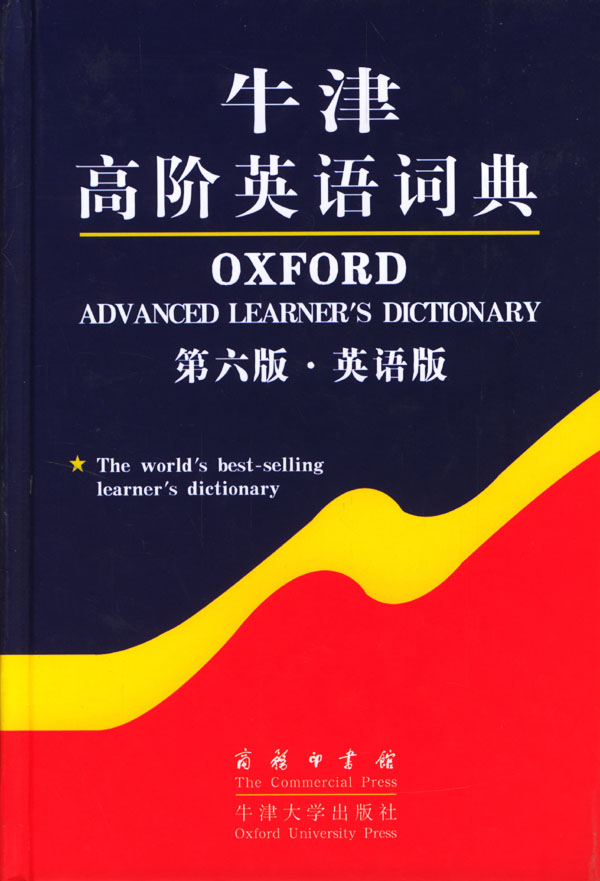 牛津
高阶英语词典
OXFORD
ADVANCED LEARNER'S DICTIONARY
第六版·英语版
★ The world's best-selling
learner's dictionary
商務印書館
The Commercial Press
牛津大学出版社
Oxford University Press